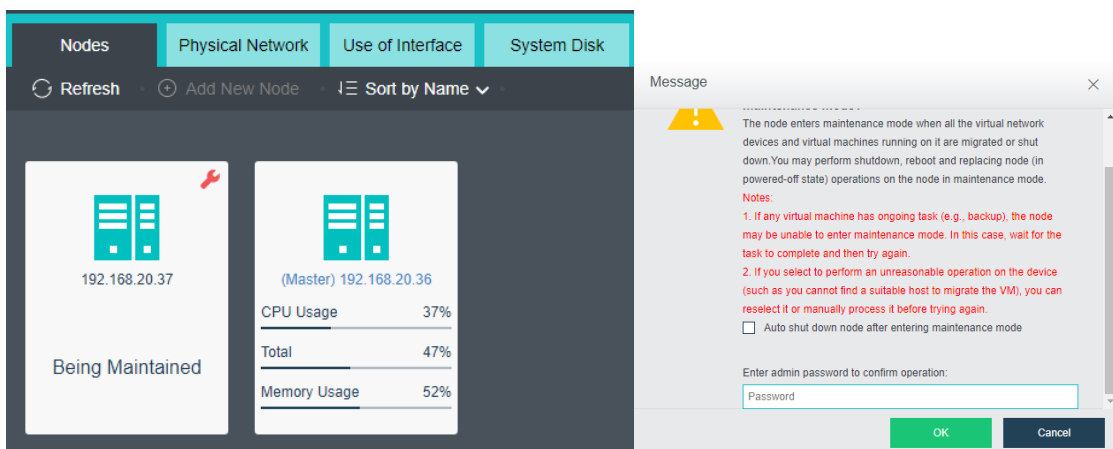 Nodes
Physical Network
Use of Interface
System Disk
Refresh
Add New Node
Sort by Name
192.168.20.37
Being Maintained
(Master) 192.168.20.36
CPU Usage 37%
Total 47%
Memory Usage 52%
Message
The node enters maintenance mode when all the virtual network
devices and virtual machines running on it are migrated or shut
down.You may perform shutdown, reboot and replacing node (in
powered-off state) operations on the node in maintenance mode.
Notes:
1. If any virtual machine has ongoing task (e.g., backup), the node
may be unable to enter maintenance mode. In this case, wait for the
task to complete and then try again.
2. If you select to perform an unreasonable operation on the device
(such as you cannot find a suitable host to migrate the VM), you can
reselect it or manually process it before trying again.
Auto shut down node after entering maintenance mode
Enter admin password to confirm operation:
Password
OK
Cancel